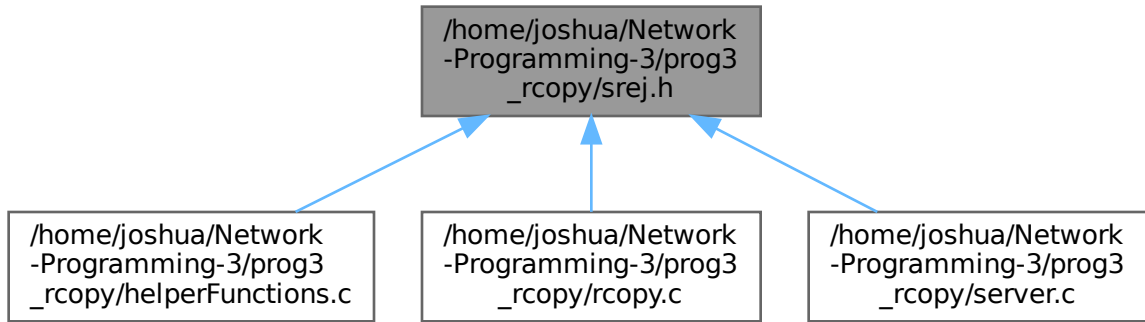 /home/joshua/Network
-Programming-3/prog3
_rcopy/srej.h
/home/joshua/Network
-Programming-3/prog3
_rcopy/helperFunctions.c
/home/joshua/Network
-Programming-3/prog3
_rcopy/rcopy.c
/home/joshua/Network
-Programming-3/prog3
_rcopy/server.c